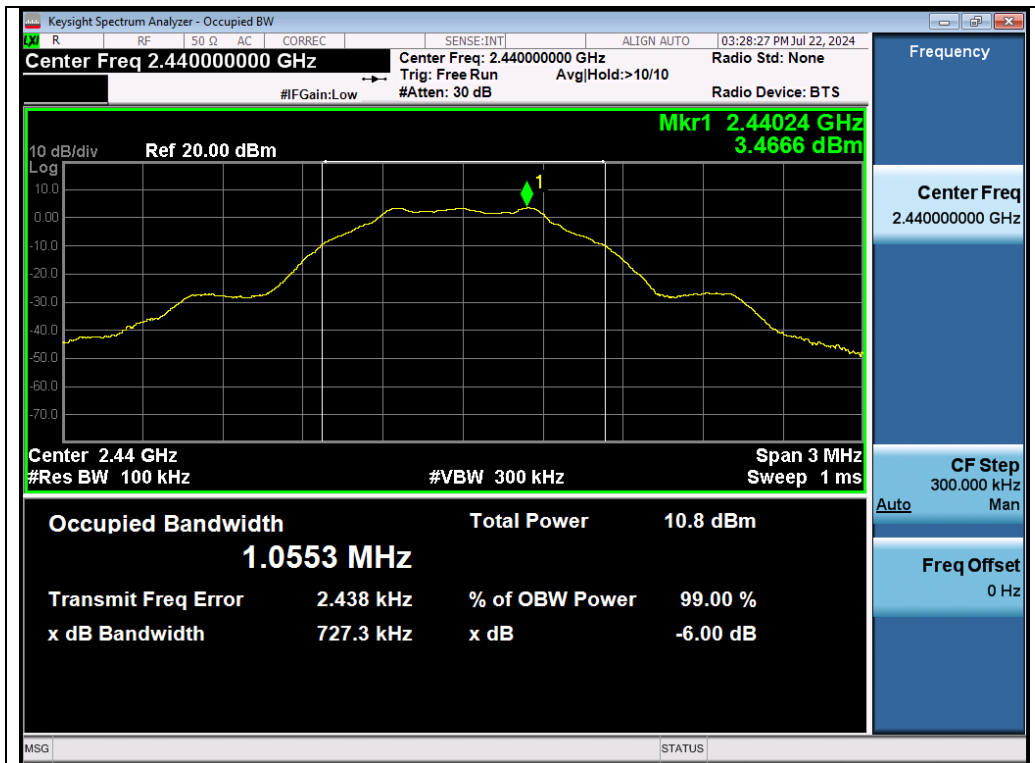 Keysight Spectrum Analyzer - Occupied BW
LXI R RF 50 Ω AC CORREC SENSE:INT ALIGN AUTO 03:28:27 PM Jul 22, 2024
Center Freq 2.440000000 GHz
Center Freq: 2.440000000 GHz Radio Std: None
Trig: Free Run Avg|Hold:>10/10
#IFGain:Low #Atten: 30 dB Radio Device: BTS
Mkr1 2.44024 GHz
3.4666 dBm
10 dB/div Ref 20.00 dBm
Log
10.0
1
0.00
-10.0
-20.0
-30.0
-40.0
-50.0
-60.0
-70.0
Center 2.44 GHz Span 3 MHz
#Res BW 100 kHz #VBW 300 kHz Sweep 1 ms
Occupied Bandwidth Total Power 10.8 dBm
1.0553 MHz
Transmit Freq Error 2.438 kHz % of OBW Power 99.00 %
x dB Bandwidth 727.3 kHz x dB -6.00 dB
MSG STATUS
Frequency
Center Freq
2.440000000 GHz
CF Step
300.000 kHz
Auto Man
Freq Offset
0 Hz